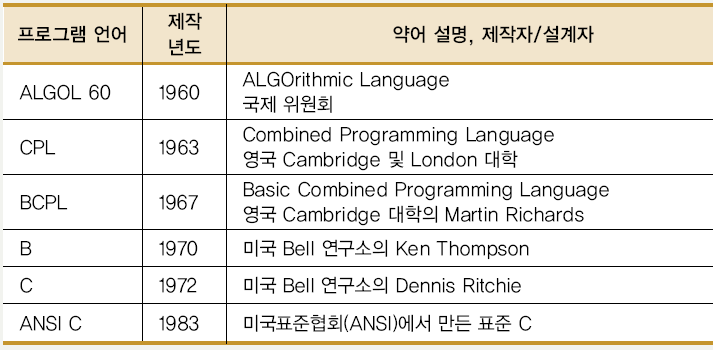 프로그램 언어 제작 년도 약어 설명, 제작자/설계자
ALGOL 60 1960 ALGOrithmic Language
국제 위원회
CPL 1963 Combined Programming Language
영국 Cambridge 및 London 대학
BCPL 1967 Basic Combined Programming Language
영국 Cambridge 대학의 Martin Richards
B 1970 미국 Bell 연구소의 Ken Thompson
C 1972 미국 Bell 연구소의 Dennis Ritchie
ANSI C 1983 미국표준협회(ANSI)에서 만든 표준 C